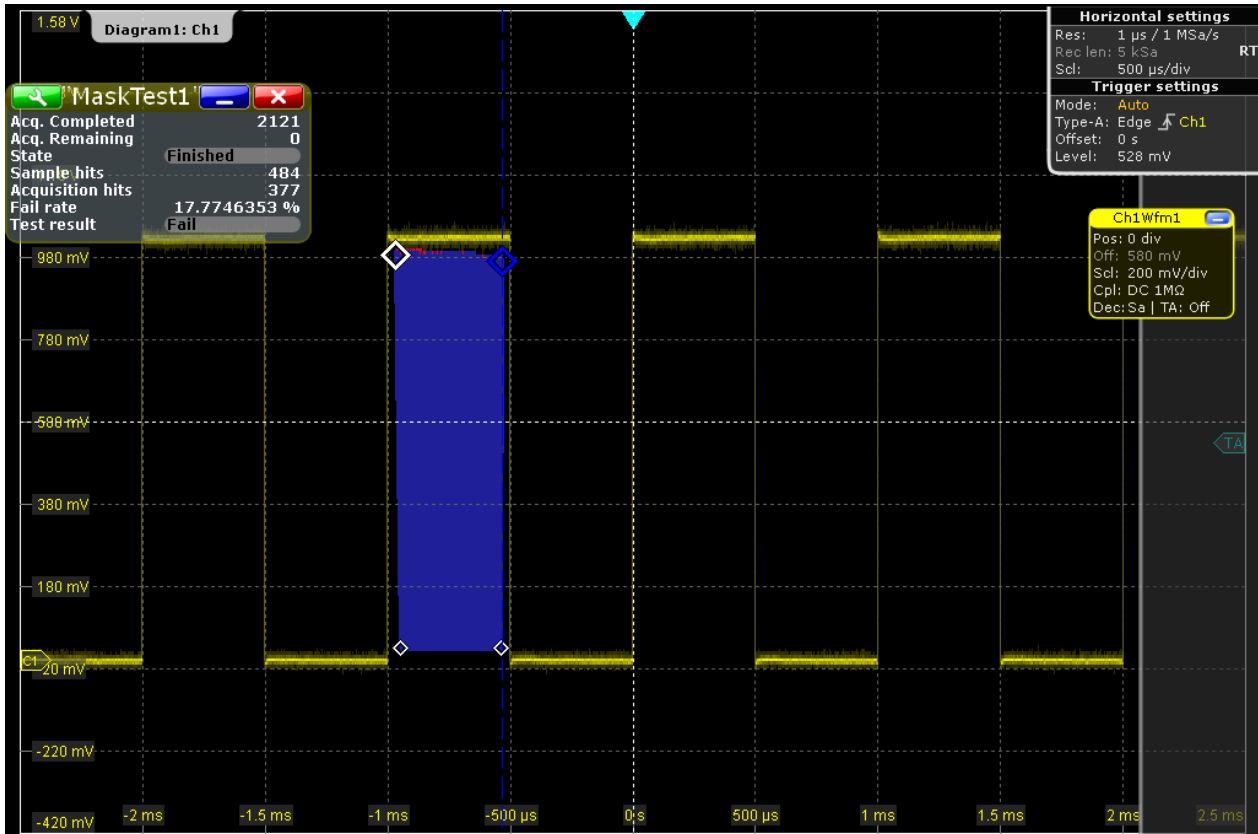 1.58 V
Diagram1: Ch1
Horizontal settings
Res: 1 µs / 1 MSa/s
Rec len: 5 kSa
RT
Scl: 500 µs/div
Trigger settings
Mode: Auto
Type-A: Edge Ch1
Offset: 0 s
Level: 528 mV
MaskTest1
Acq. Completed 2121
Acq. Remaining 0
State Finished
Sample hits 484
Acquisition hits 377
Fail rate 17.7746353 %
Test result Fail
Ch1Wfm1
Pos: 0 div
Off: 580 mV
Scl: 200 mV/div
Cpl: DC 1MΩ
Dec: Sa | TA: Off
980 mV
780 mV
580 mV
380 mV
180 mV
C1
-20 mV
-220 mV
-420 mV
TA
-2 ms
-1.5 ms
-1 ms
-500 µs
0 s
500 µs
1 ms
1.5 ms
2 ms
2.5 ms